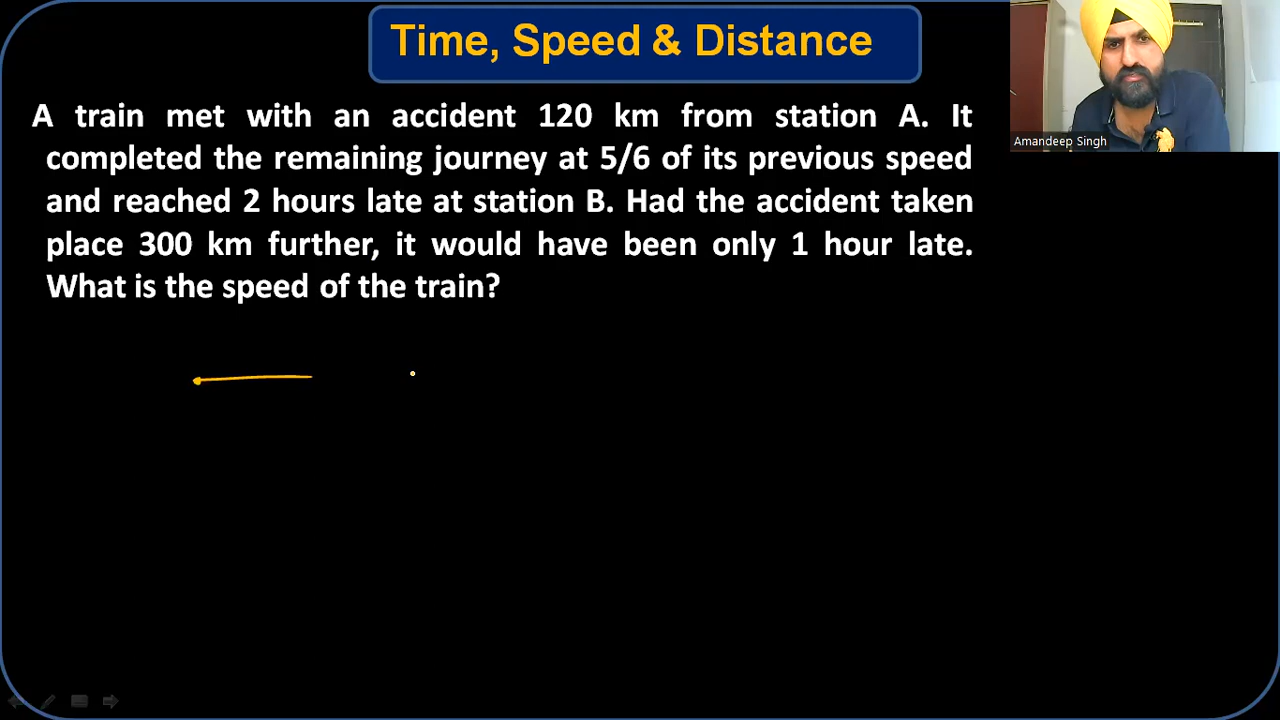 Time, Speed & Distance
A train met with an accident 120 km from station A. It
completed the remaining journey at 5/6 of its previous speed
and reached 2 hours late at station B. Had the accident taken
place 300 km further, it would have been only 1 hour late.
What is the speed of the train?
Amandeep Singh